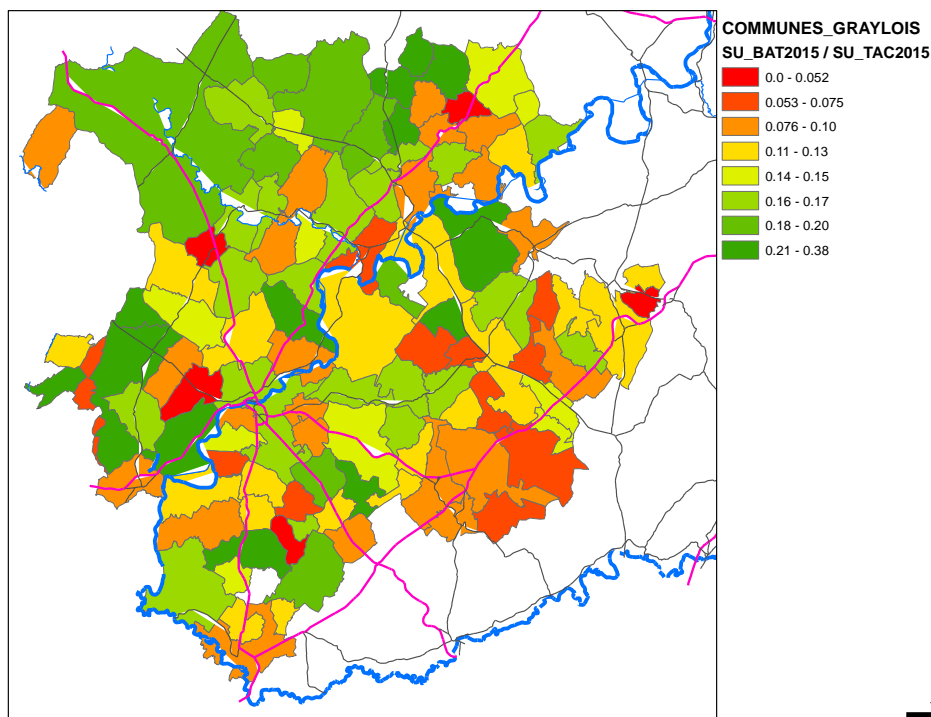 COMMUNES_GRAYLOIS
SU_BAT2015 / SU_TAC2015
0.0 - 0.052
0.053 - 0.075
0.076 - 0.10
0.11 - 0.13
0.14 - 0.15
0.16 - 0.17
0.18 - 0.20
0.21 - 0.38